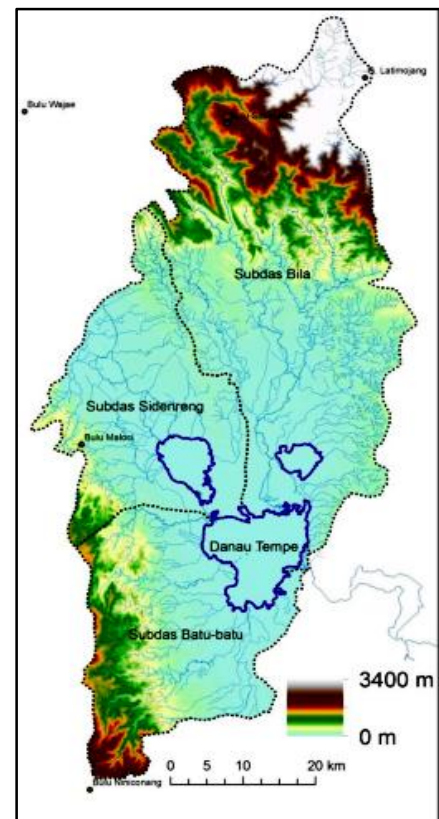 G. Latimojang
Bulu Wajae
Subdas Bila
Subdas Sidenreng
Danau Tempe
Subdas Batu-batu
3400 m
0 m
0 5 10 20 km
Bulu Niniconang